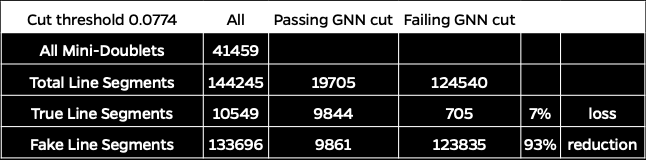 Cut threshold 0.0774 All Passing GNN cut Failing GNN cut
All Mini-Doublets 41459
Total Line Segments 144245 19705 124540
True Line Segments 10549 9844 705 7% loss
Fake Line Segments 133696 9861 123835 93% reduction